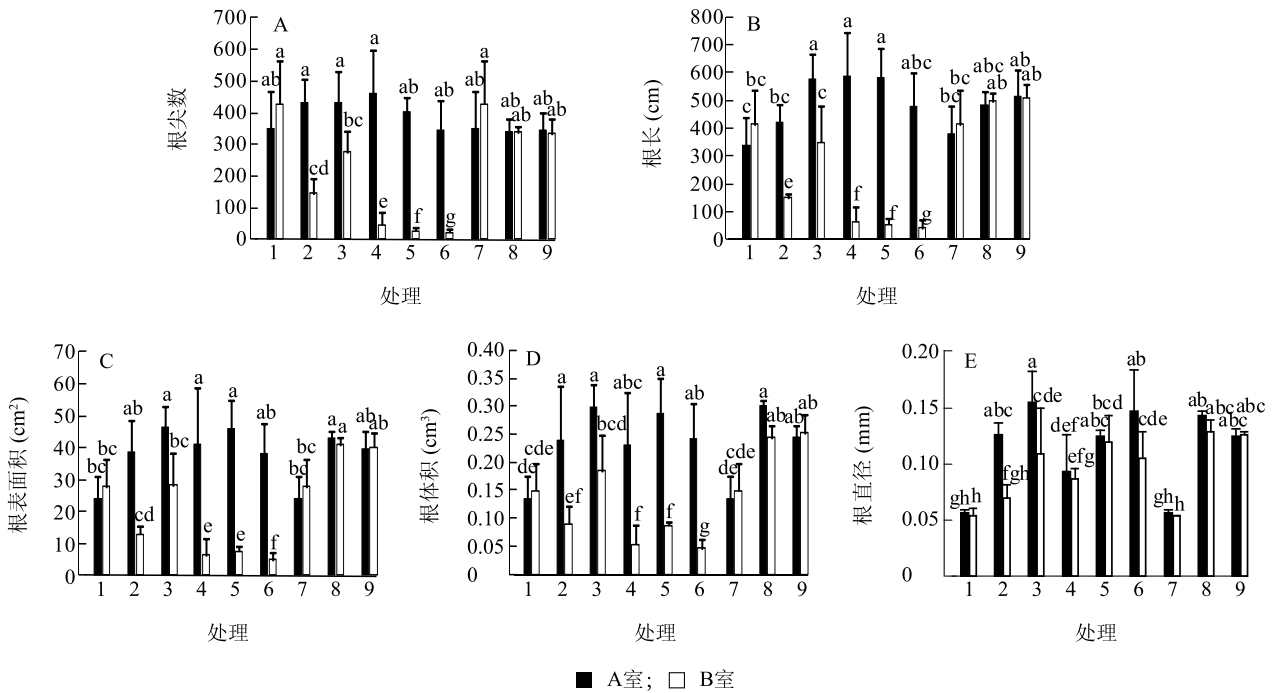 A
根尖数
700
600
500
400
300
200
100
0
ab a a cd a bc a e ab f ab g ab a ab ab ab ab
1 2 3 4 5 6 7 8 9
处理
B
根长 (cm)
800
700
600
500
400
300
200
100
0
c bc bc e a c a f a f abc g bc bc abc ab ab ab
1 2 3 4 5 6 7 8 9
处理
C
根表面积 (cm²)
70
60
50
40
30
20
10
0
bc bc ab cd a bc a e a e ab f bc bc a a ab ab
1 2 3 4 5 6 7 8 9
处理
D
根体积 (cm³)
0.40
0.35
0.30
0.25
0.20
0.15
0.10
0.05
0
de cde a ef a bcd abc f a f ab g de cde a ab ab ab
1 2 3 4 5 6 7 8 9
处理
E
根直径 (mm)
0.20
0.15
0.10
0.05
0
gh h abc fgh a cde def efg abc bcd ab cde gh h ab abc abc abc
1 2 3 4 5 6 7 8 9
处理
A室; B室